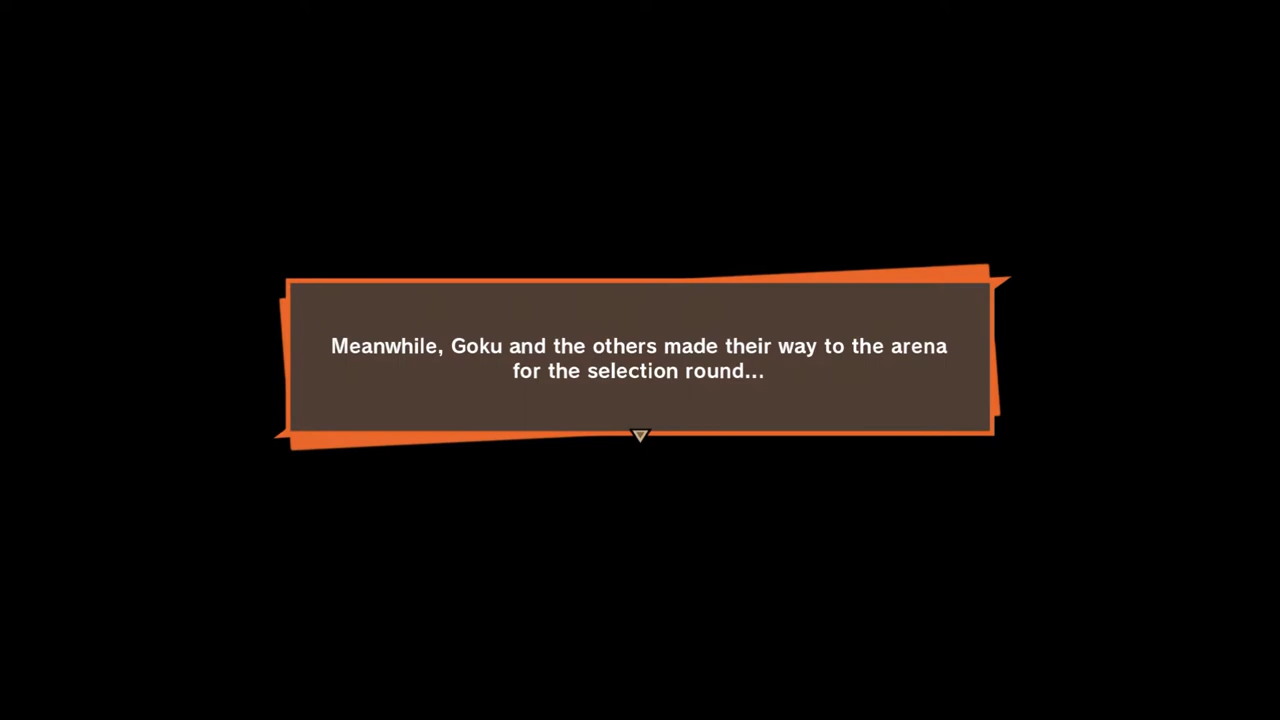 Meanwhile, Goku and the others made their way to the arena
for the selection round...